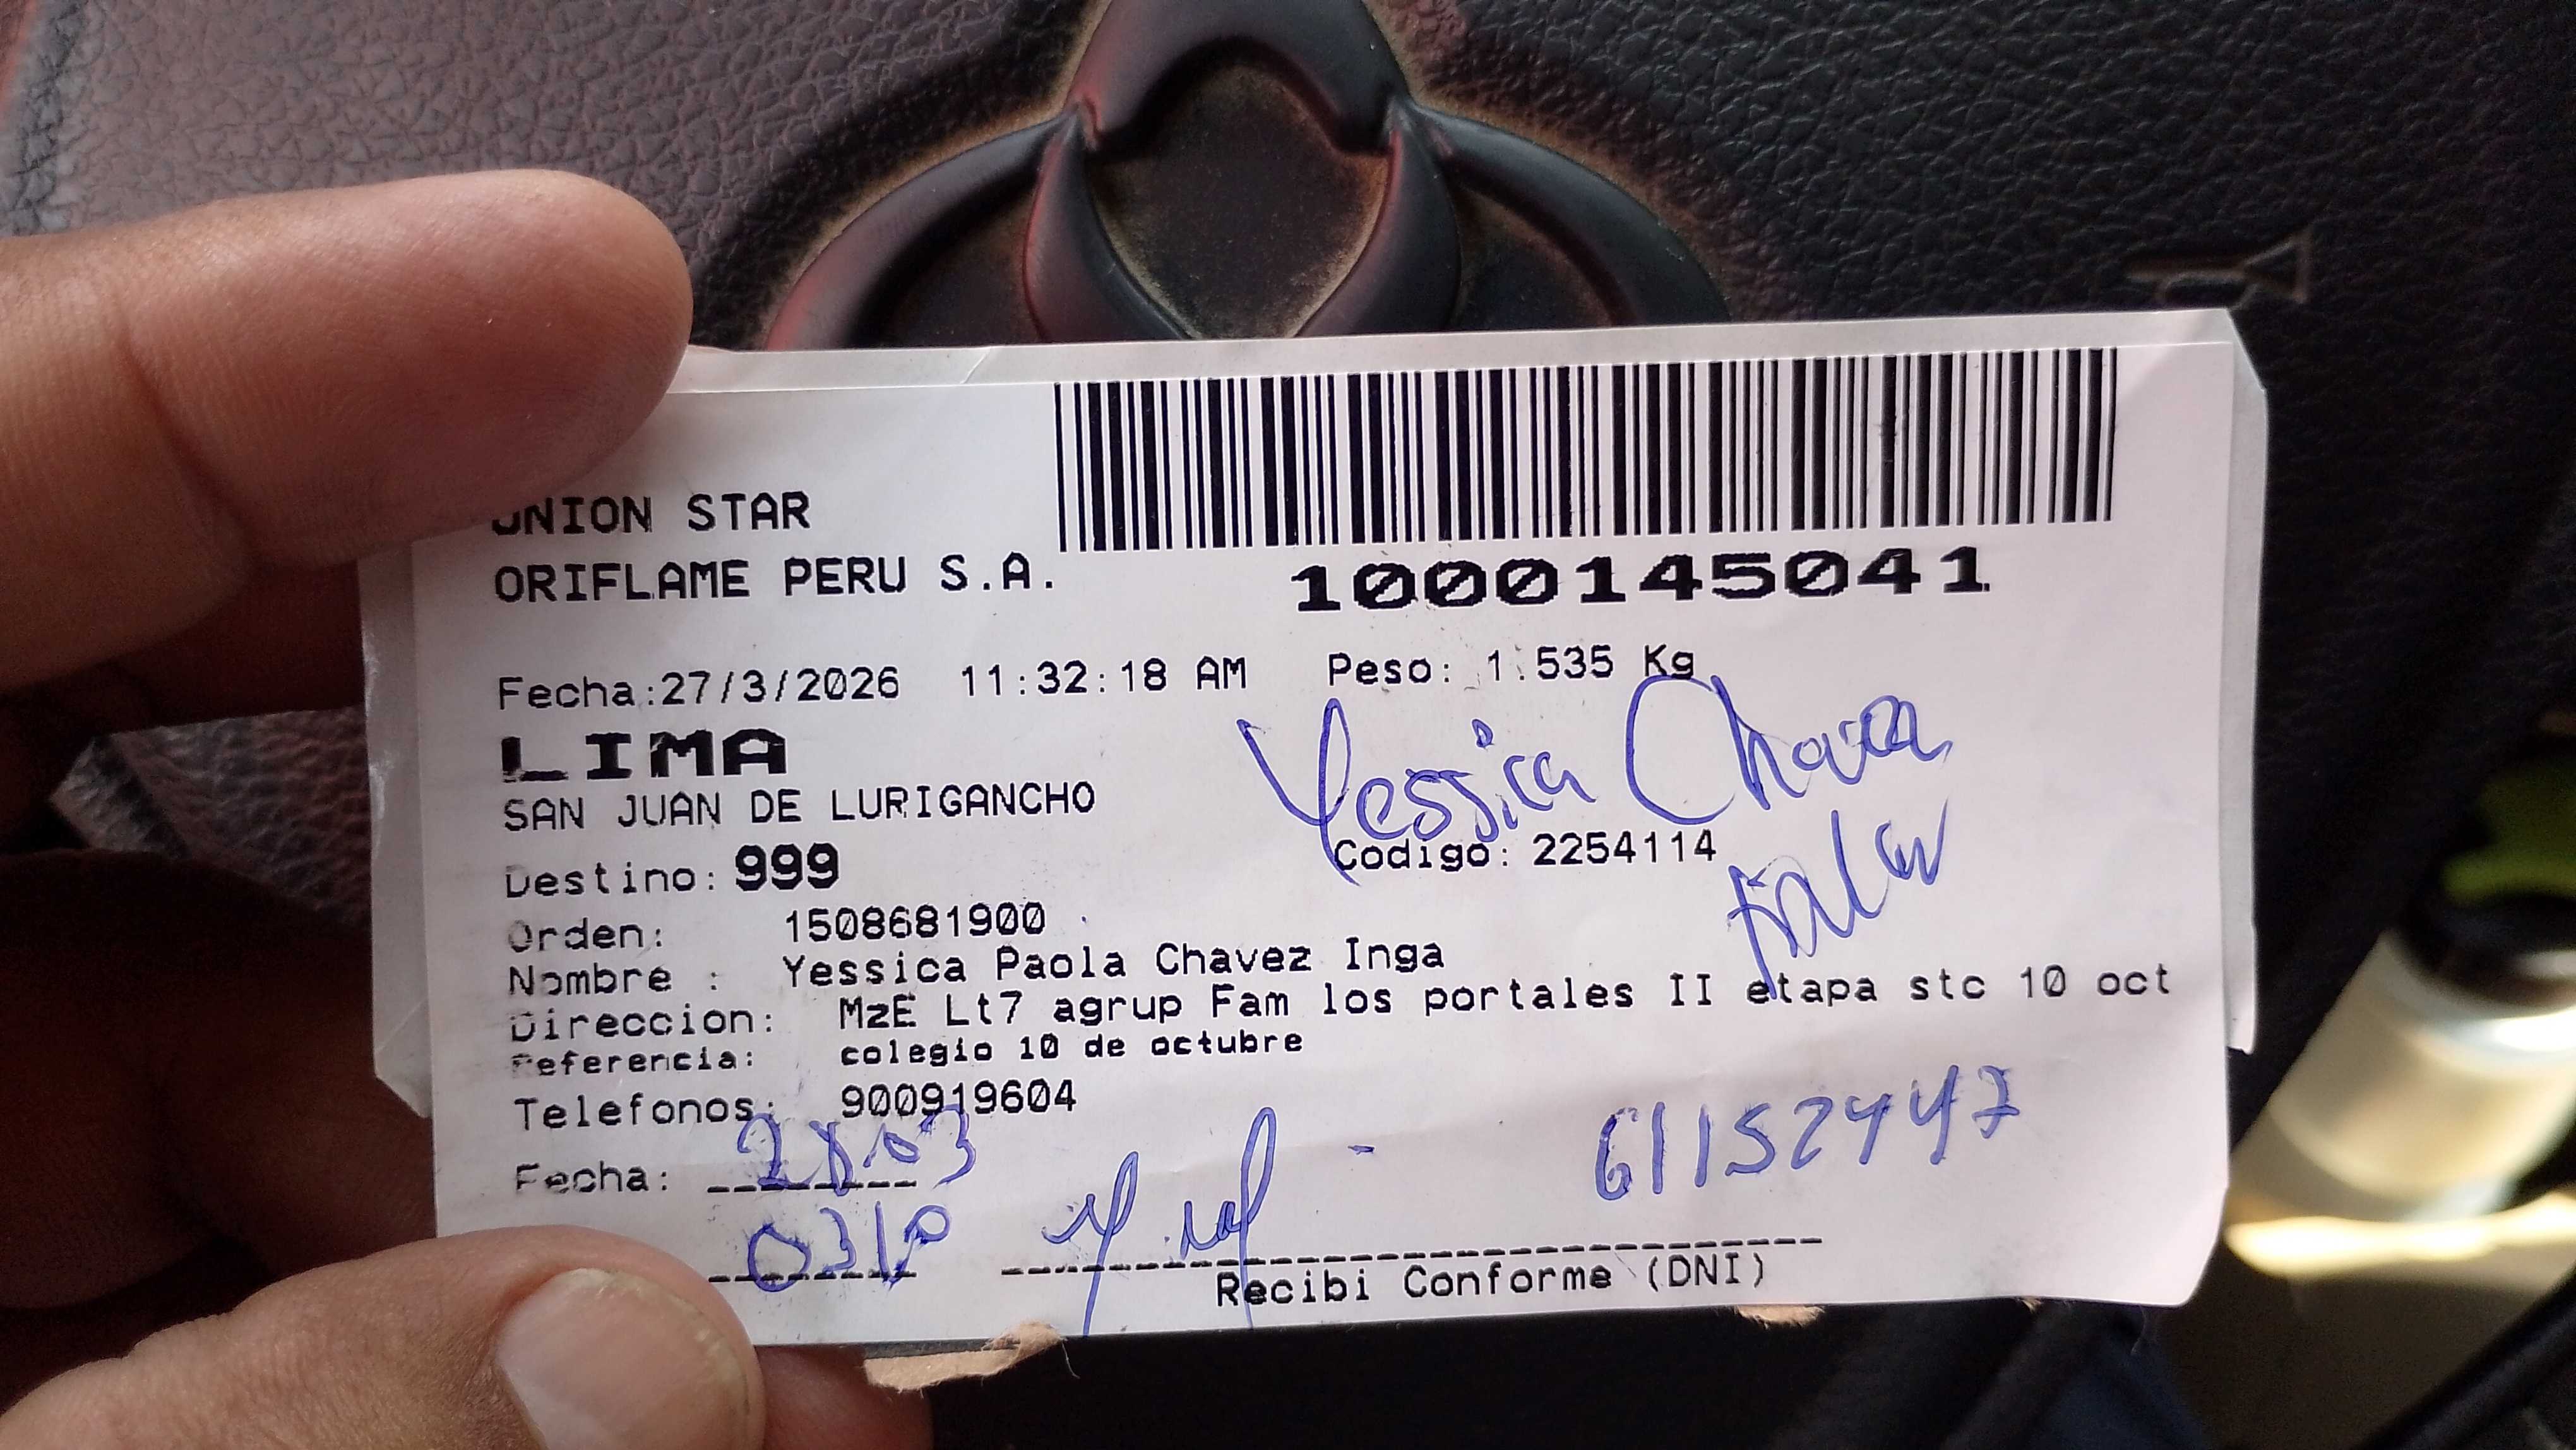 UNION STAR
ORIFLAME PERU S.A.
1000145041
Fecha:27/3/2026 11:32:18 AM Peso: 1.535 Kg
LIMA
Yessica Chavez
SAN JUAN DE LURIGANCHO
Destino: 999 Codigo: 2254114
Orden: 1508681900
Nombre : Yessica Paola Chavez Inga
Direccion: MzE Lt7 agrup Fam los portales II etapa stc 10 oct
Referencia: colegio 10 de octubre
Telefonos: 900919604
Fecha: 28.03
Recibi Conforme (DNI)